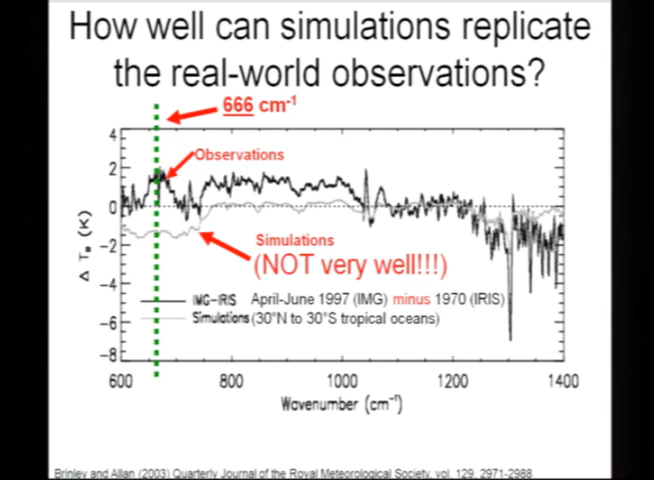 How well can simulations replicate
the real-world observations?
666 cm⁻¹
Observations
4
2
0
-2
-4
-6
-8
Δ T_B (K)
Simulations
(NOT very well!!!)
IMG-IRIS April-June 1997 (IMG) minus 1970 (IRIS)
Simulations (30°N to 30°S tropical oceans)
600 800 1000 1200 1400
Wavenumber (cm⁻¹)
Brinley and Allan (2003) Quarterly Journal of the Royal Meteorological Society, vol. 129, 2971-2988